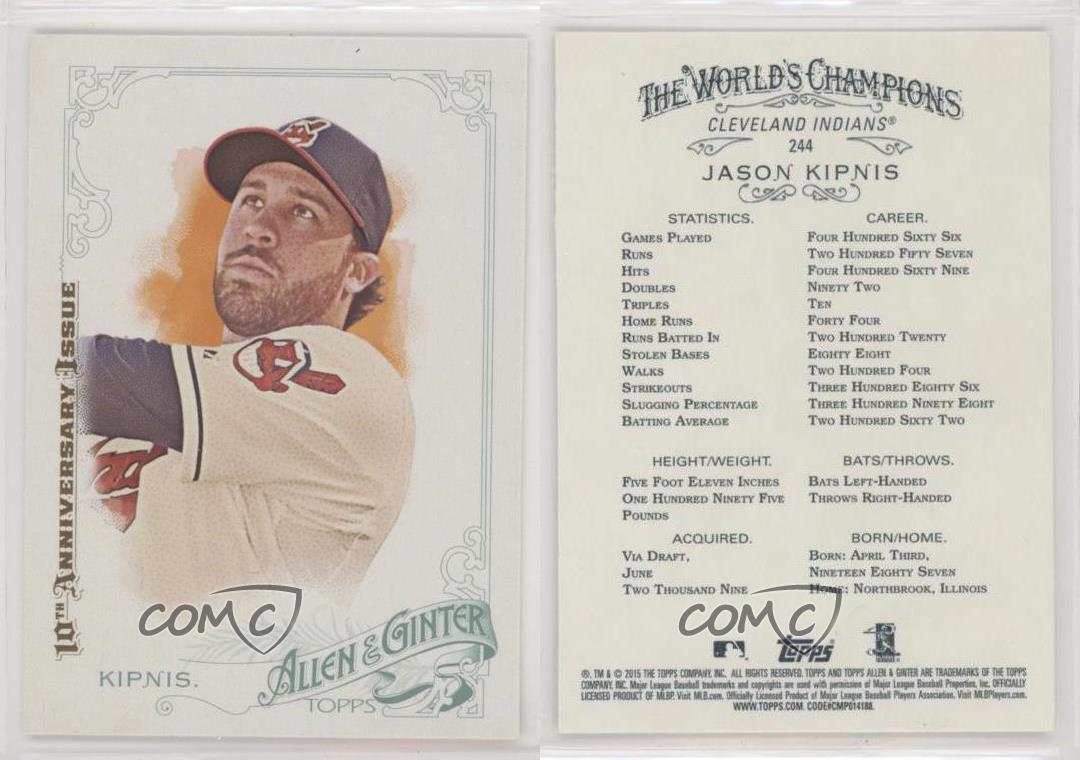 10TH ANNIVERSARY ISSUE
COMC
KIPNIS.
ALLEN & GINTER
TOPPS
THE WORLD'S CHAMPIONS
CLEVELAND INDIANS®
244
JASON KIPNIS
STATISTICS. CAREER.
GAMES PLAYED FOUR HUNDRED SIXTY SIX
RUNS TWO HUNDRED FIFTY SEVEN
HITS FOUR HUNDRED SIXTY NINE
DOUBLES NINETY TWO
TRIPLES TEN
HOME RUNS FORTY FOUR
RUNS BATTED IN TWO HUNDRED TWENTY
STOLEN BASES EIGHTY EIGHT
WALKS TWO HUNDRED FOUR
STRIKEOUTS THREE HUNDRED EIGHTY SIX
SLUGGING PERCENTAGE THREE HUNDRED NINETY EIGHT
BATTING AVERAGE TWO HUNDRED SIXTY TWO
HEIGHT/WEIGHT. BATS/THROWS.
FIVE FOOT ELEVEN INCHES BATS LEFT-HANDED
ONE HUNDRED NINETY FIVE THROWS RIGHT-HANDED
POUNDS
ACQUIRED. BORN/HOME.
VIA DRAFT, BORN: APRIL THIRD,
JUNE NINETEEN EIGHTY SEVEN
TWO THOUSAND NINE HOME: NORTHBROOK, ILLINOIS
COMC
TOPPS
®, TM & © 2015 THE TOPPS COMPANY, INC. ALL RIGHTS RESERVED. TOPPS AND TOPPS ALLEN & GINTER ARE TRADEMARKS OF THE TOPPS
COMPANY, INC. Major League Baseball trademarks and copyrights are used with permission of Major League Baseball Properties, Inc. OFFICIALLY
LICENSED PRODUCT OF MLBP. Visit MLB.com. Officially Licensed Product of Major League Baseball Players Association. Visit MLBPlayers.com.
WWW.TOPPS.COM. CODE#CMP014188.